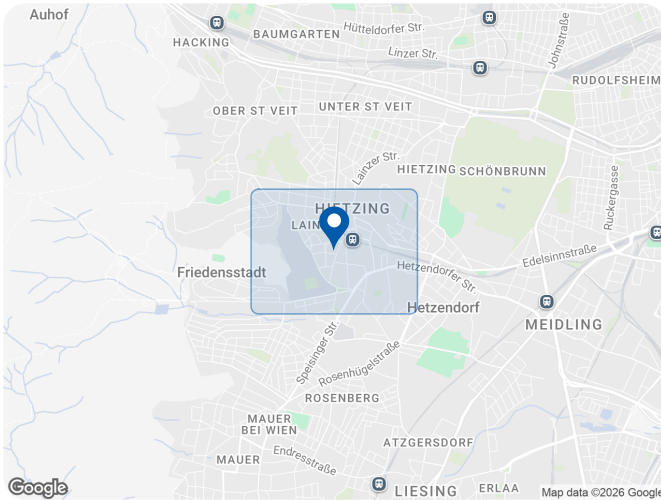 Auhof
Hütteldorfer Str.
BAUMGARTEN
HACKING
Linzer Str.
Johnstraße
RUDOLFSHEIM
OBER ST VEIT
UNTER ST VEIT
Lainzer Str.
HIETZING
SCHÖNBRUNN
Ruckergasse
HIETZING
LAIN
Edelsinnstraße
Friedensstadt
Hetzendorfer Str.
Hetzendorf
MEIDLING
Speisinger Str.
Rosenhügelstraße
ROSENBERG
MAUER
BEI WIEN
ATZGERSDORF
MAUER
Endresstraße
LIESING
ERLAA
Google
Map data ©2026 Google